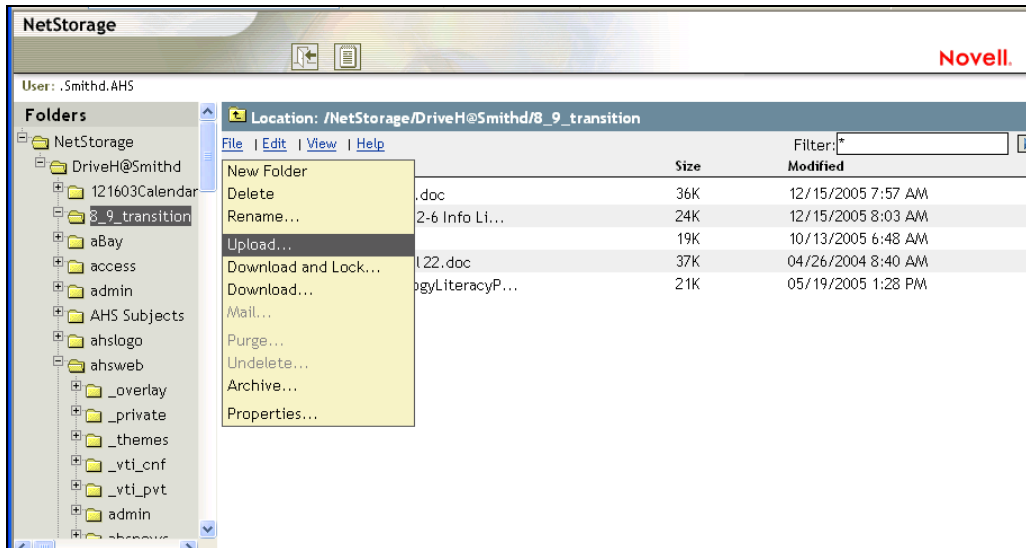 NetStorage
Novell.
User: .Smithd.AHS
Folders
NetStorage
DriveH@Smithd
121603Calendar
8_9_transition
aBay
access
admin
AHS Subjects
ahslogo
ahsweb
_overlay
_private
_themes
_vti_cnf
_vti_pvt
admin
ahsnews
Location: /NetStorage/DriveH@Smithd/8_9_transition
File | Edit | View | Help
Filter: *
Size Modified
New Folder
Delete
Rename...
Upload...
Download and Lock...
Download...
Mail...
Purge...
Undelete...
Archive...
Properties...
.doc 36K 12/15/2005 7:57 AM
2-6 Info Li... 24K 12/15/2005 8:03 AM
19K 10/13/2005 6:48 AM
l 22.doc 37K 04/26/2004 8:40 AM
ogyLiteracyP... 21K 05/19/2005 1:28 PM